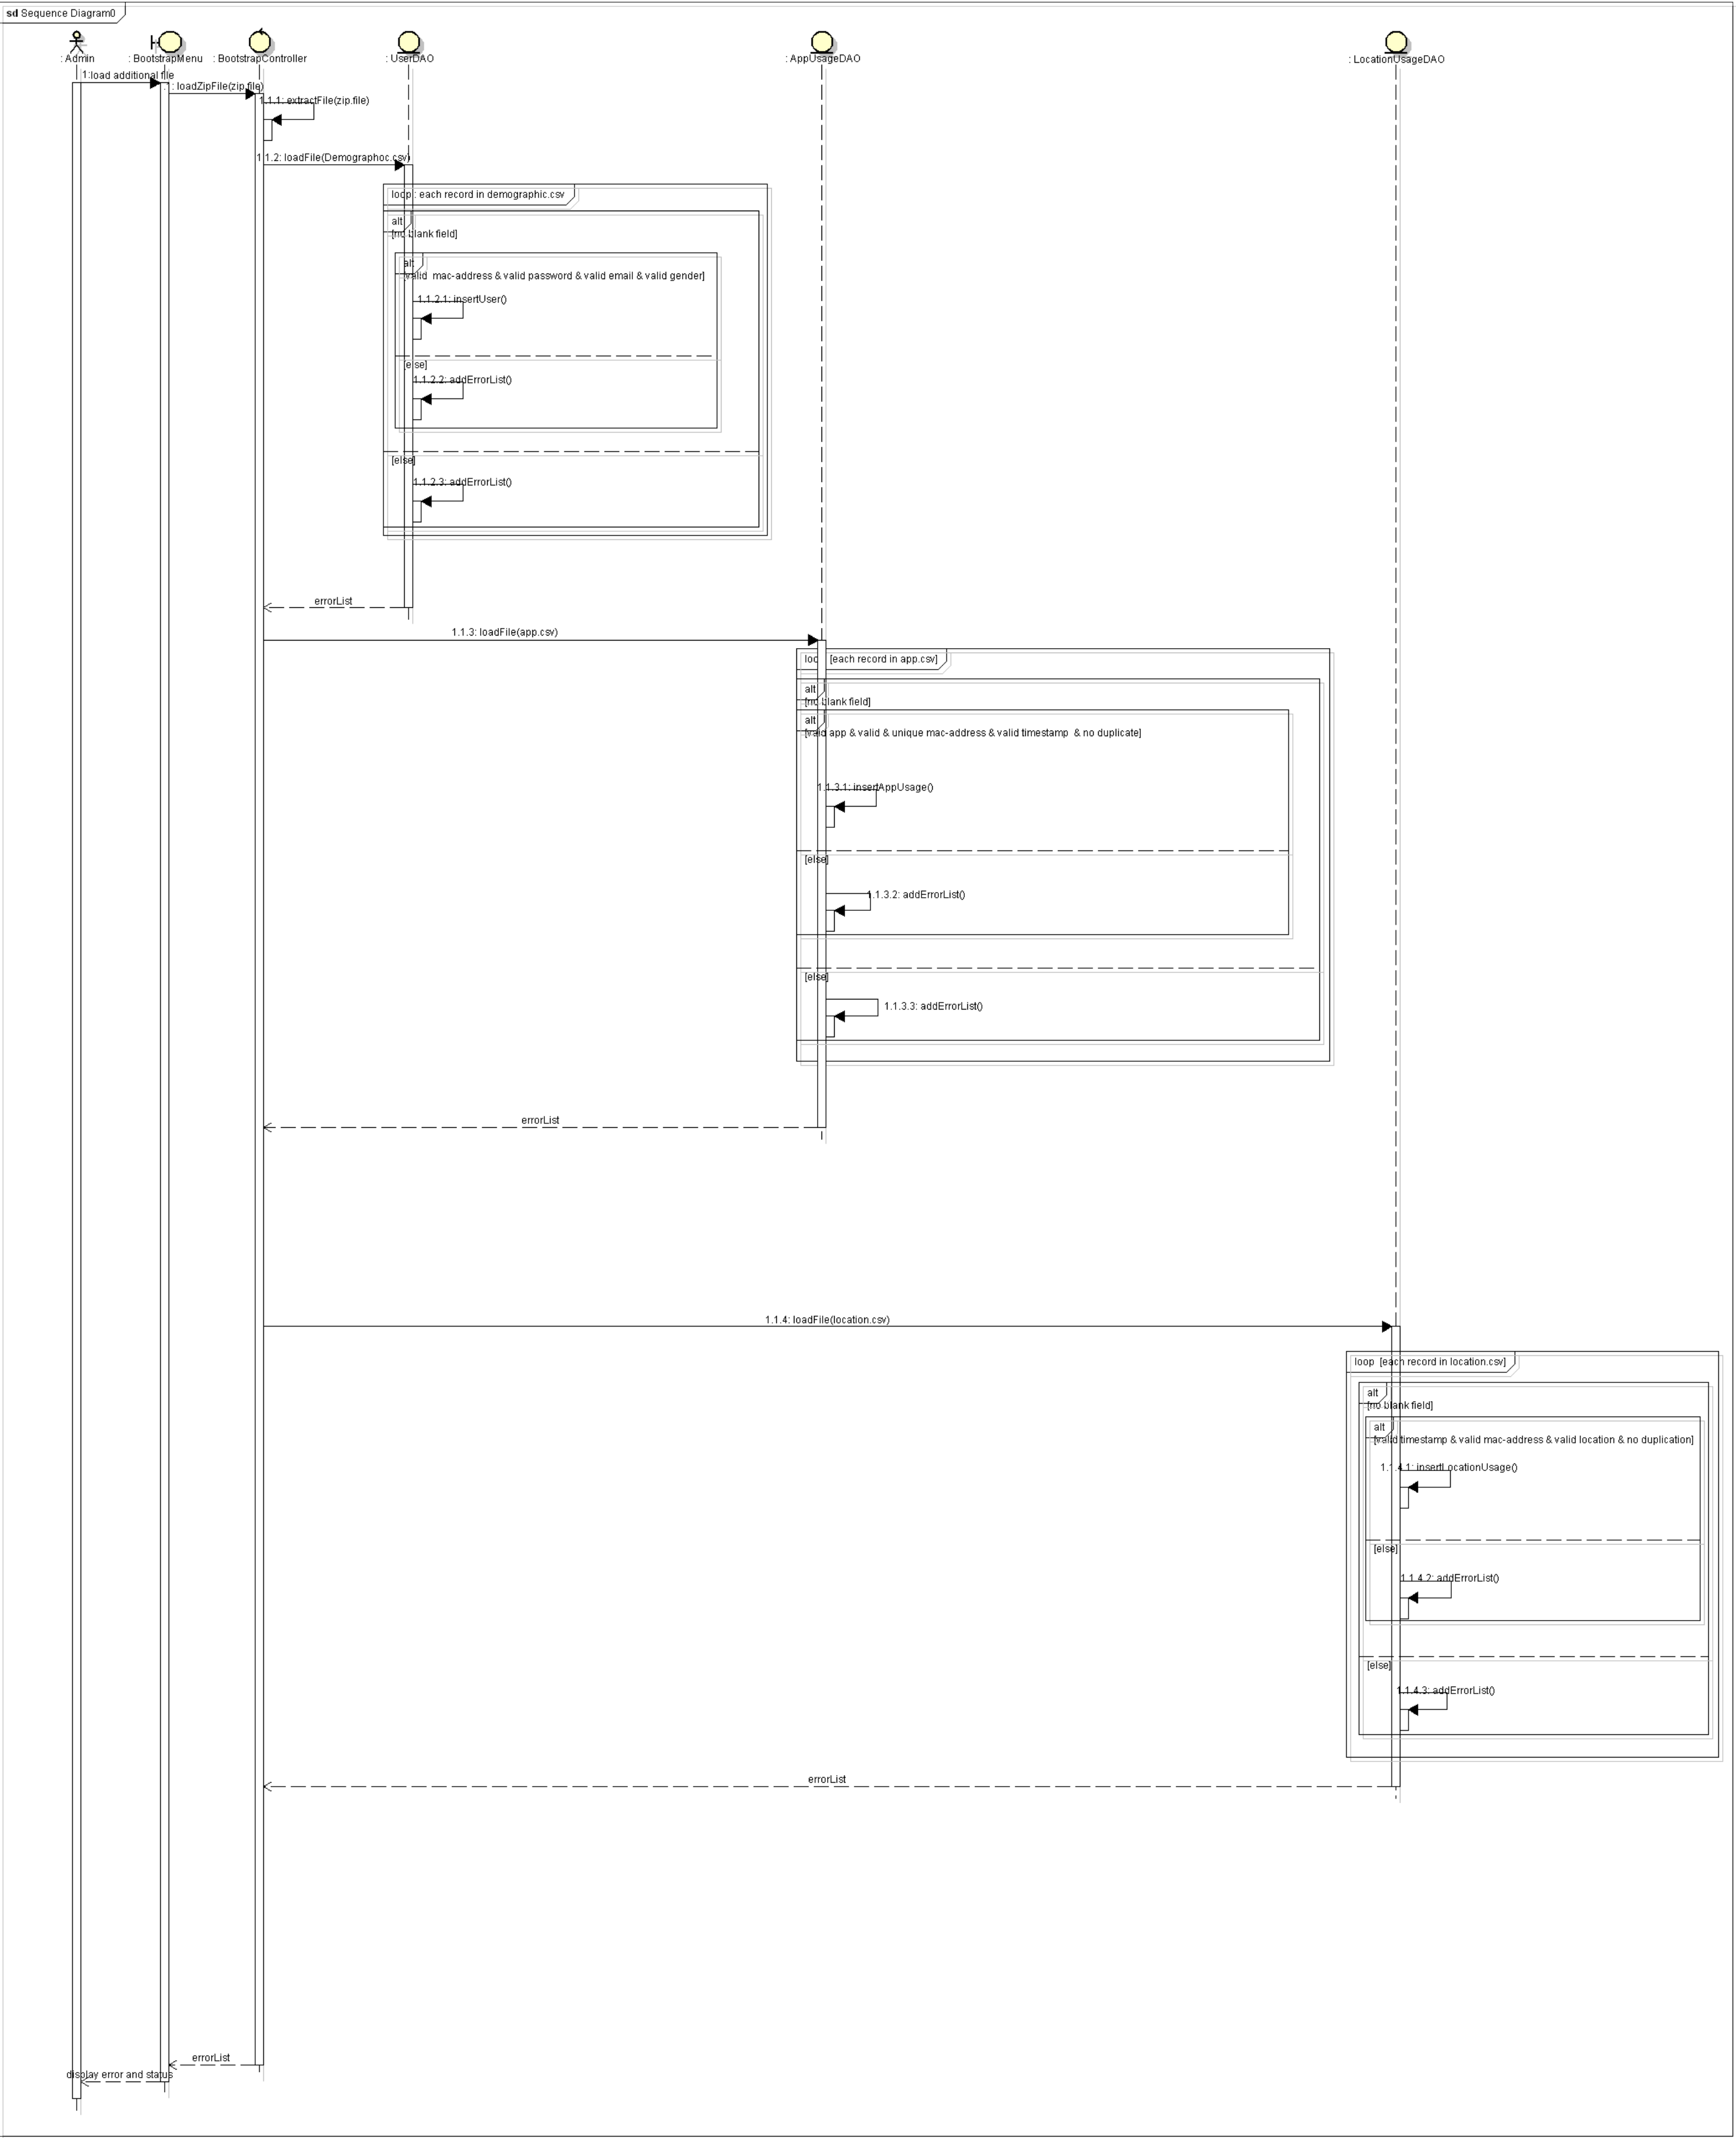 sd Sequence Diagram0
: Admin
: BootstrapMenu
: BootstrapController
: UserDAO
: AppUsageDAO
: LocationUsageDAO
1:load additional file
: loadZipFile(zip.file)
1.1.1: extractFile(zip.file)
1.1.2: loadFile(Demographoc.csv)
loop : each record in demographic.csv
alt
[no blank field]
alt
[valid mac-address & valid password & valid email & valid gender]
1.1.2.1: insertUser()
[else]
1.1.2.2: addErrorList()
[else]
1.1.2.3: addErrorList()
errorList
1.1.3: loadFile(app.csv)
loop [each record in app.csv]
alt
[no blank field]
alt
[valid app & valid & unique mac-address & valid timestamp & no duplicate]
1.1.3.1: insertAppUsage()
[else]
1.1.3.2: addErrorList()
[else]
1.1.3.3: addErrorList()
errorList
1.1.4: loadFile(location.csv)
loop [each record in location.csv]
alt
[no blank field]
alt
[valid timestamp & valid mac-address & valid location & no duplication]
1.1.4.1: insertLocationUsage()
[else]
1.1.4.2: addErrorList()
[else]
1.1.4.3: addErrorList()
errorList
errorList
display error and status